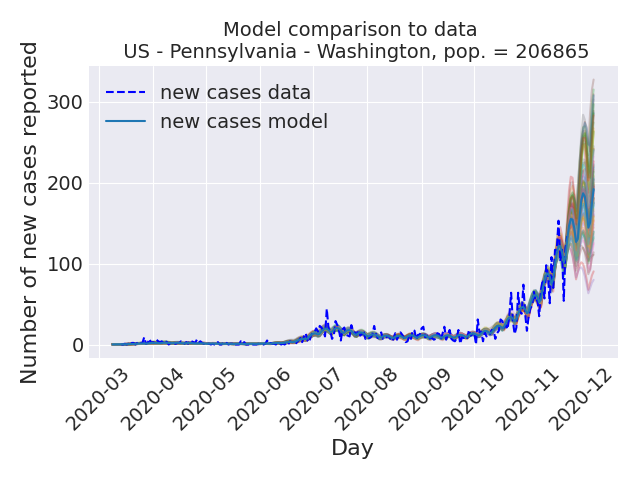 Model comparison to data
US - Pennsylvania - Washington, pop. = 206865
Number of new cases reported
300
200
100
0
new cases data
new cases model
2020-03
2020-04
2020-05
2020-06
2020-07
2020-08
2020-09
2020-10
2020-11
2020-12
Day